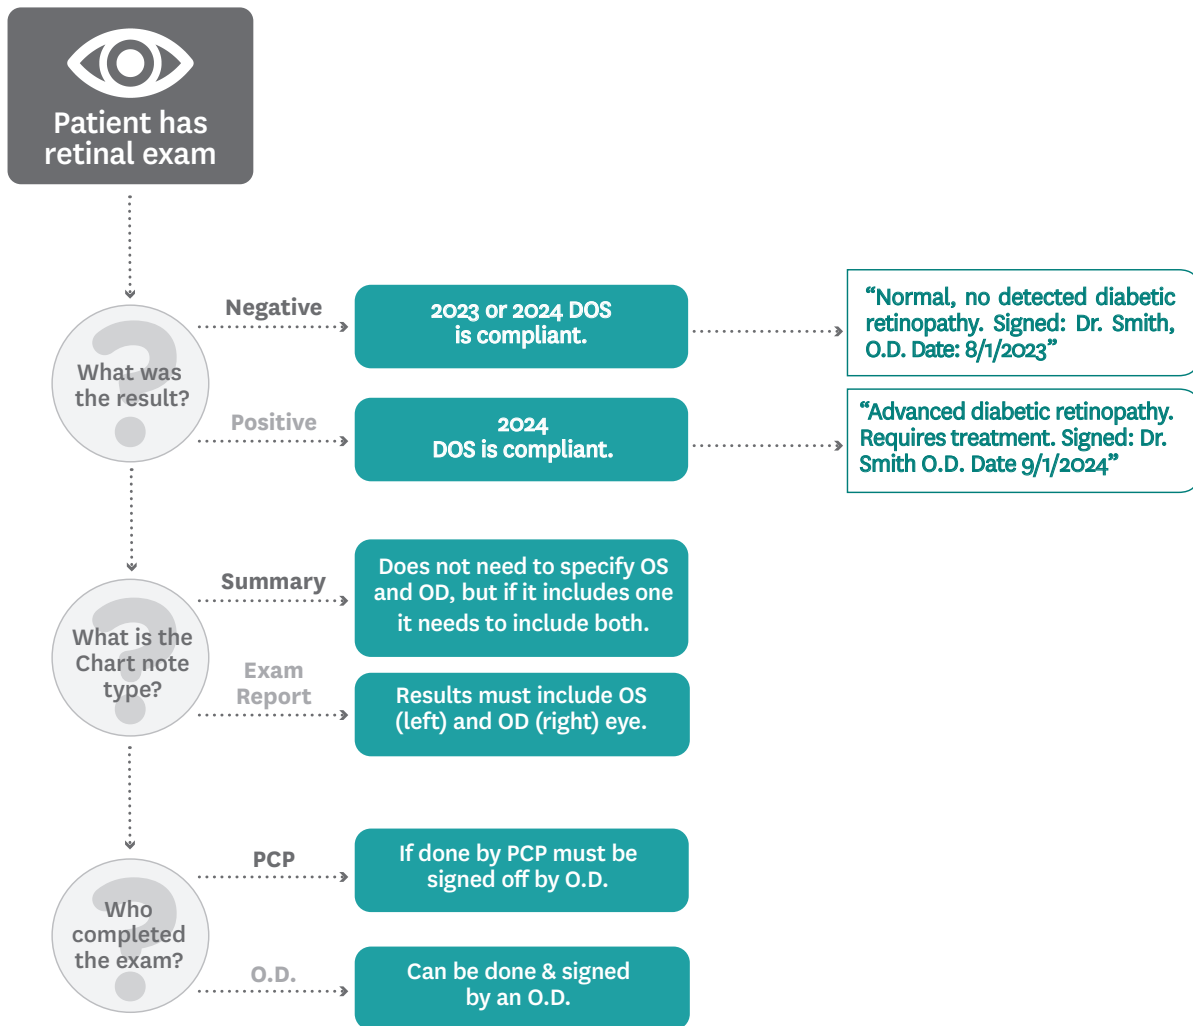 Patient has
retinal exam
What was
the result?
Negative
2023 or 2024 DOS
is compliant.
“Normal, no detected diabetic
retinopathy. Signed: Dr. Smith,
O.D. Date: 8/1/2023”
Positive
2024
DOS is compliant.
“Advanced diabetic retinopathy.
Requires treatment. Signed: Dr.
Smith O.D. Date 9/1/2024”
What is the
Chart note
type?
Summary
Does not need to specify OS
and OD, but if it includes one
it needs to include both.
Exam
Report
Results must include OS
(left) and OD (right) eye.
Who
completed
the exam?
PCP
If done by PCP must be
signed off by O.D.
O.D.
Can be done & signed
by an O.D.